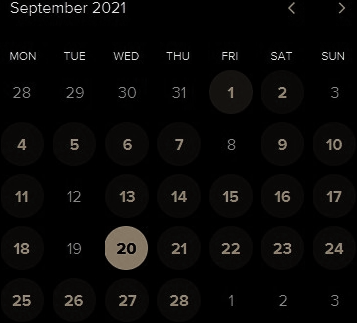 September 2021
MON TUE WED THU FRI SAT SUN
28 29 30 31 1 2 3
4 5 6 7 8 9 10
11 12 13 14 15 16 17
18 19 20 21 22 23 24
25 26 27 28 1 2 3